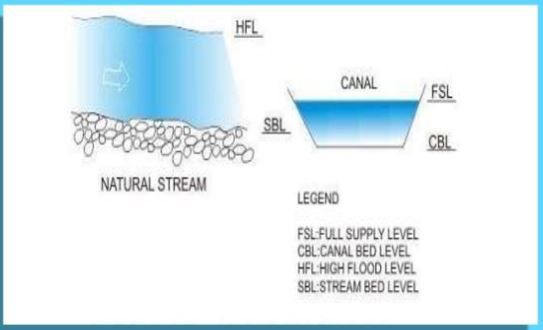 HFL
CANAL
FSL
SBL
CBL
NATURAL STREAM
LEGEND
FSL:FULL SUPPLY LEVEL
CBL:CANAL BED LEVEL
HFL:HIGH FLOOD LEVEL
SBL:STREAM BED LEVEL